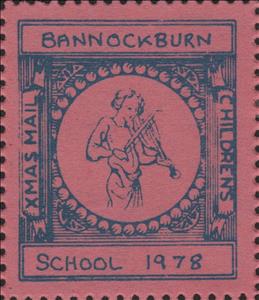 BANNOCKBURN
XMAS MAIL
CHILDRENS
SCHOOL 1978